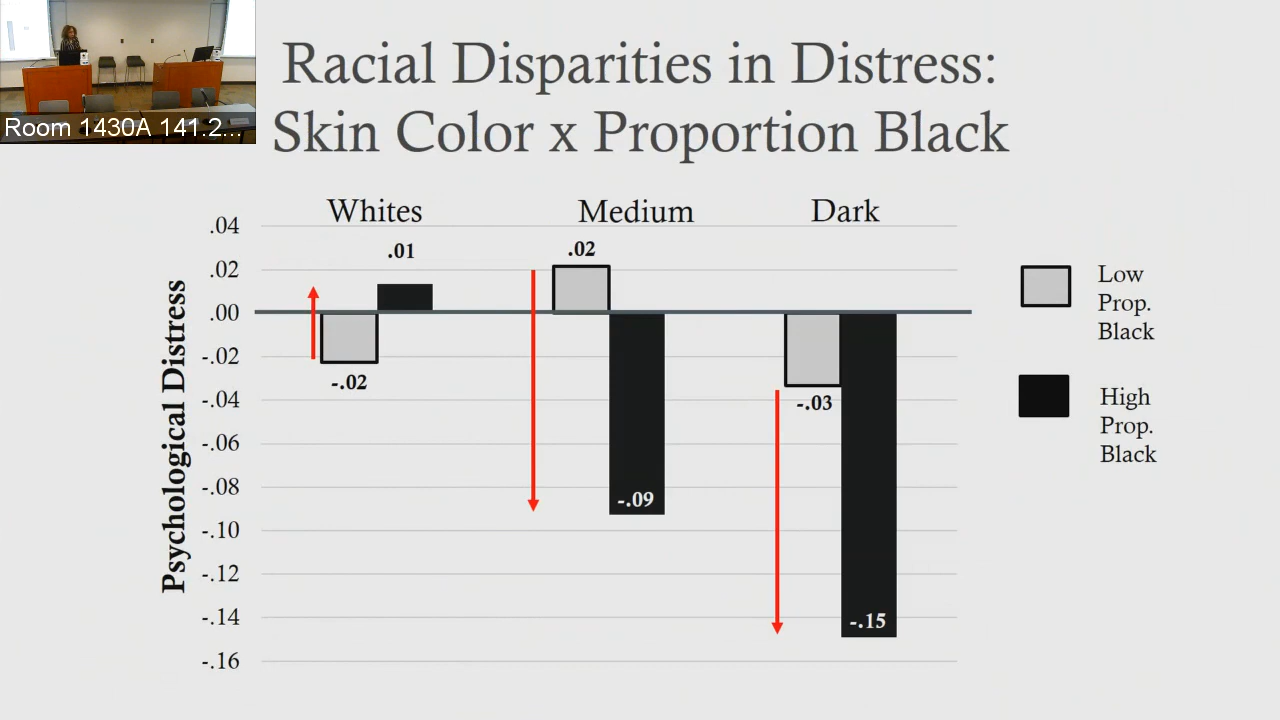 Room 1430A 141.2...
Racial Disparities in Distress:
Skin Color x Proportion Black
Whites
Medium
Dark
Psychological Distress
.04
.02
.00
-.02
-.04
-.06
-.08
-.10
-.12
-.14
-.16
-.02
.01
.02
-.09
-.03
-.15
Low
Prop.
Black
High
Prop.
Black